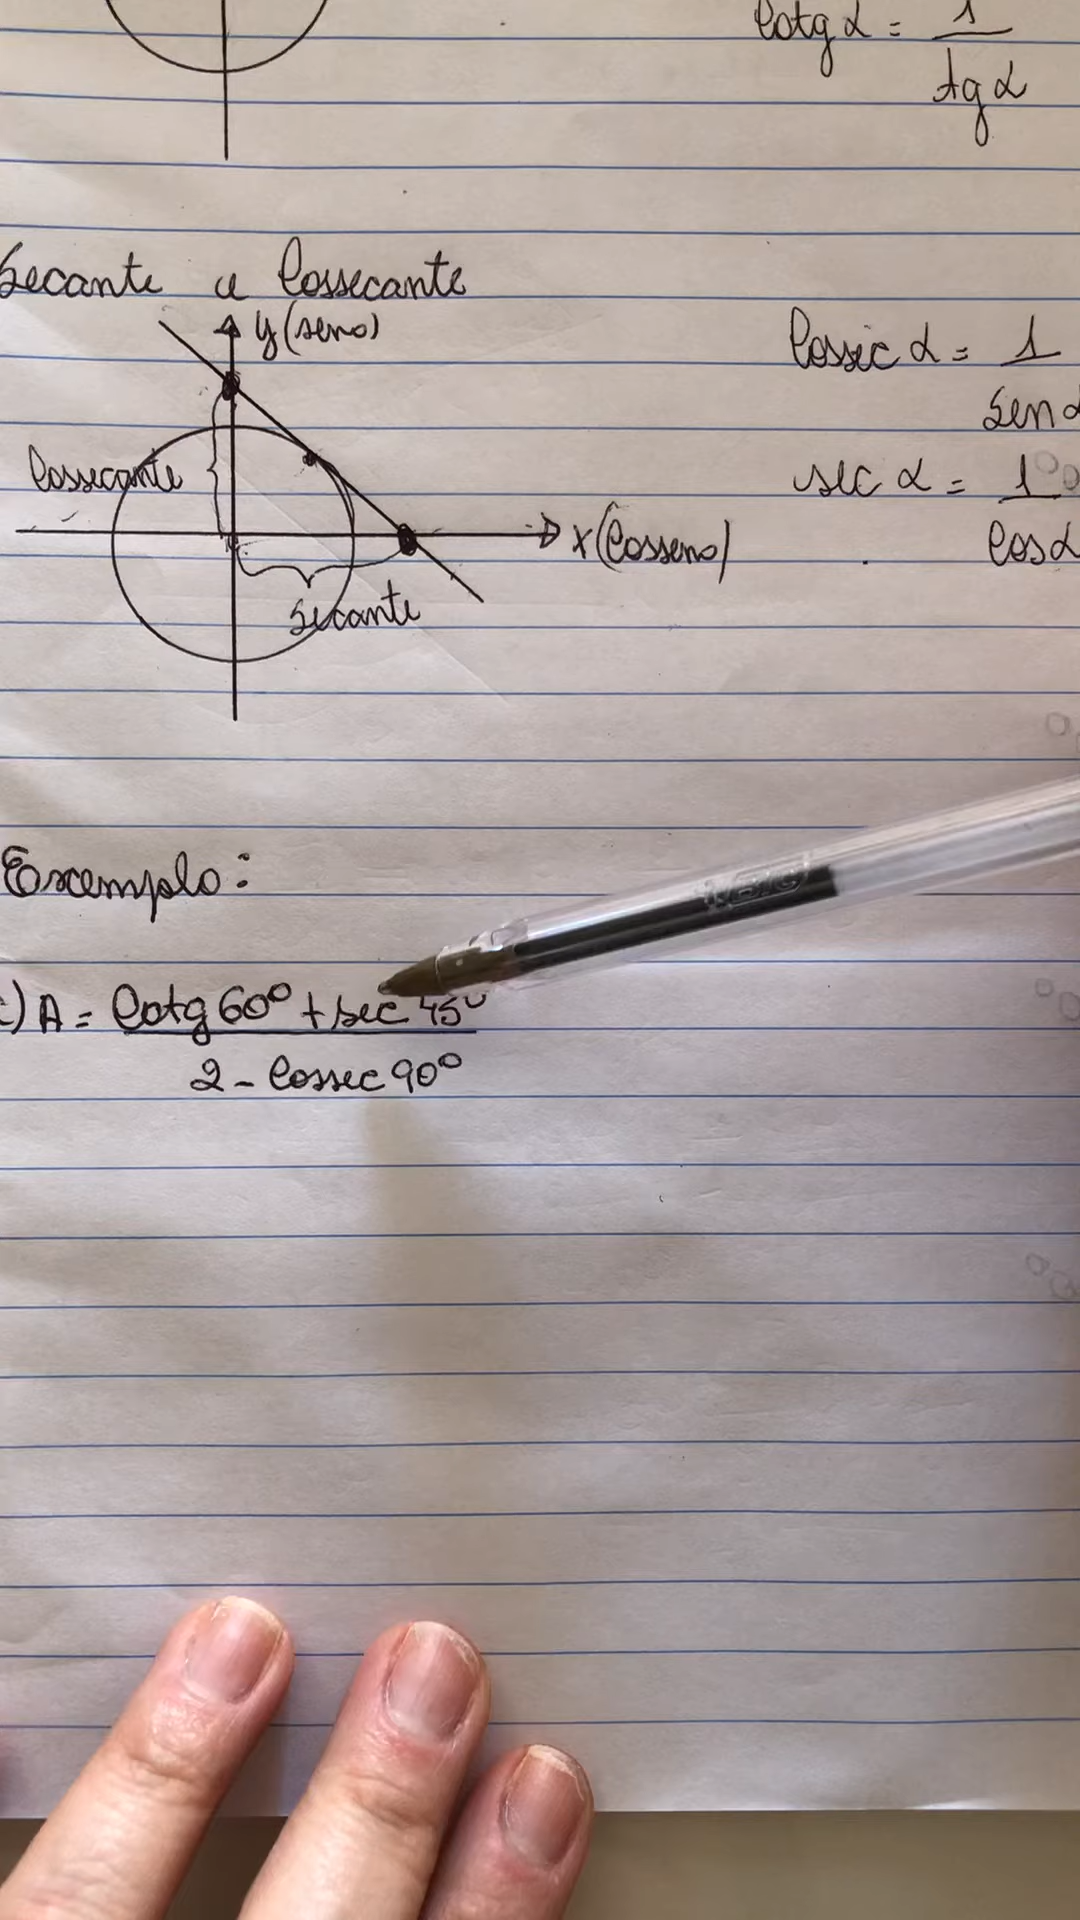 Cotg α = 1
tg α
Secante e Cossecante
y (seno)
Cossec α = 1
sen α
Cossecante
sec α = 1
x (Cosseno)
Cos α
secante
Exemplo:
BIC
c) A = Cotg 60° + sec 45°
2 - Cossec 90°